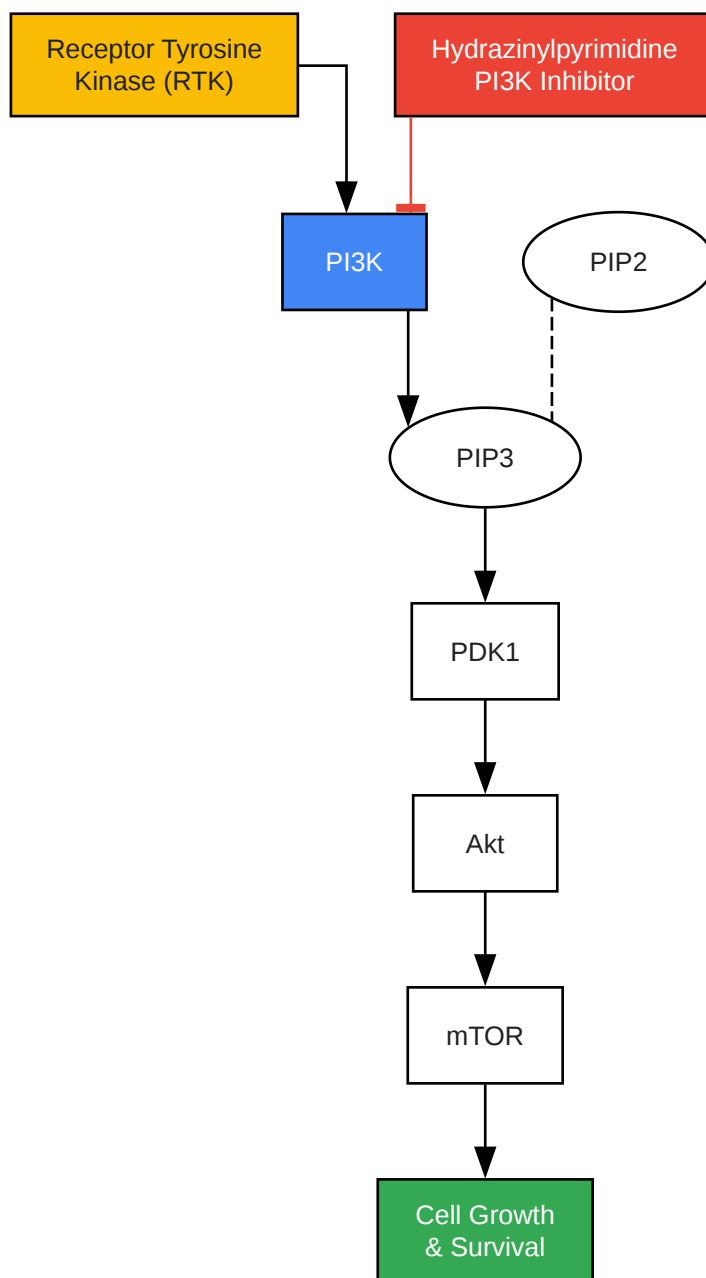 Receptor Tyrosine
Kinase (RTK)
Hydrazinylpyrimidine
PI3K Inhibitor
PI3K
PIP2
PIP3
PDK1
Akt
mTOR
Cell Growth
& Survival